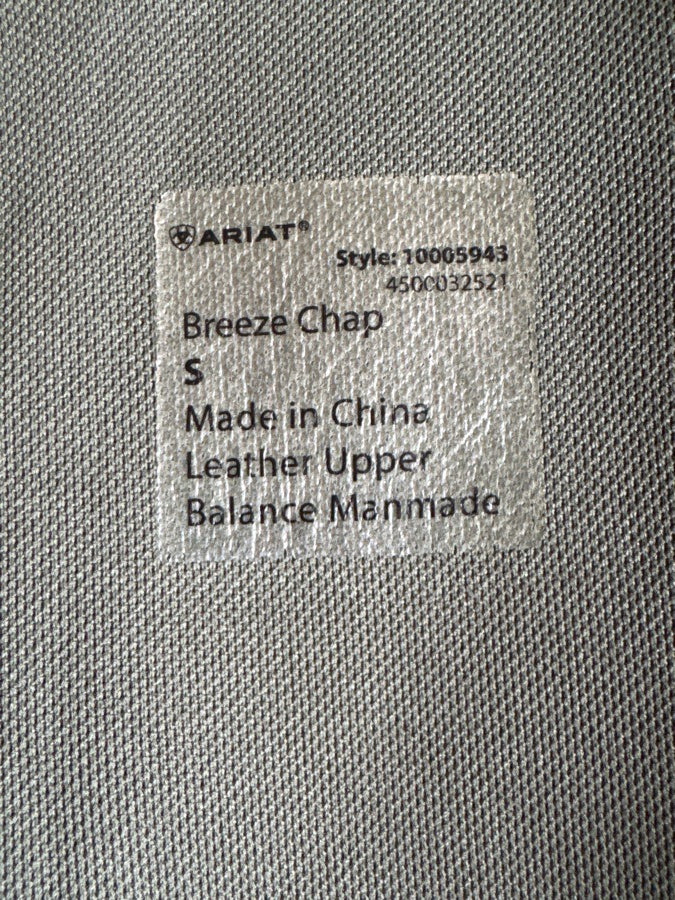 ARIAT®
Style: 10005943
4500032521
Breeze Chap
S
Made in China
Leather Upper
Balance Manmade